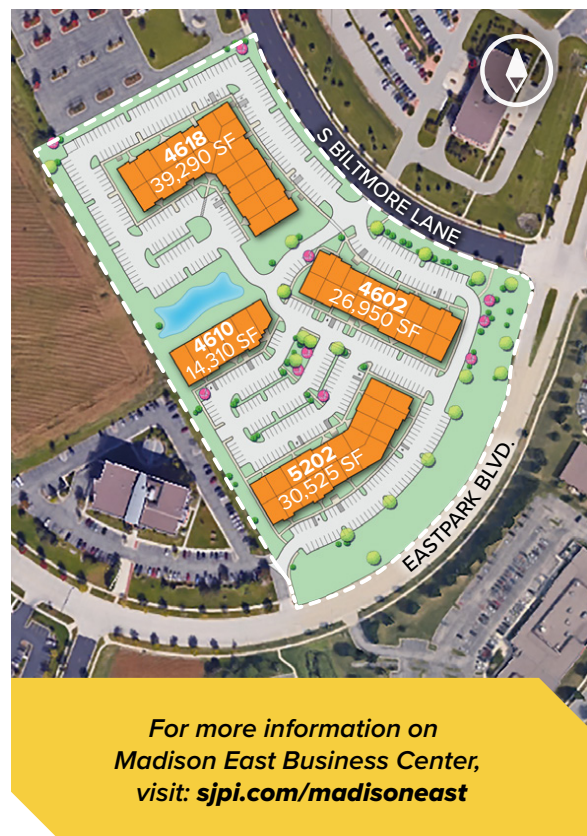 4618
39,290 SF
S BILTMORE LANE
4602
26,950 SF
4610
14,310 SF
5202
30,525 SF
EASTPARK BLVD.
For more information on
Madison East Business Center,
visit: sjpi.com/madisoneast